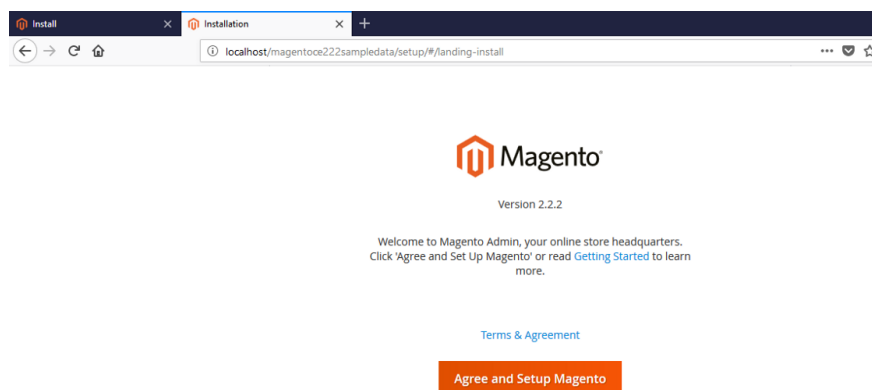 Install
Installation
localhost/magentoce222sampledata/setup/#/landing-install
Magento
Version 2.2.2
Welcome to Magento Admin, your online store headquarters.
Click 'Agree and Set Up Magento' or read Getting Started to learn
more.
Terms & Agreement
Agree and Setup Magento